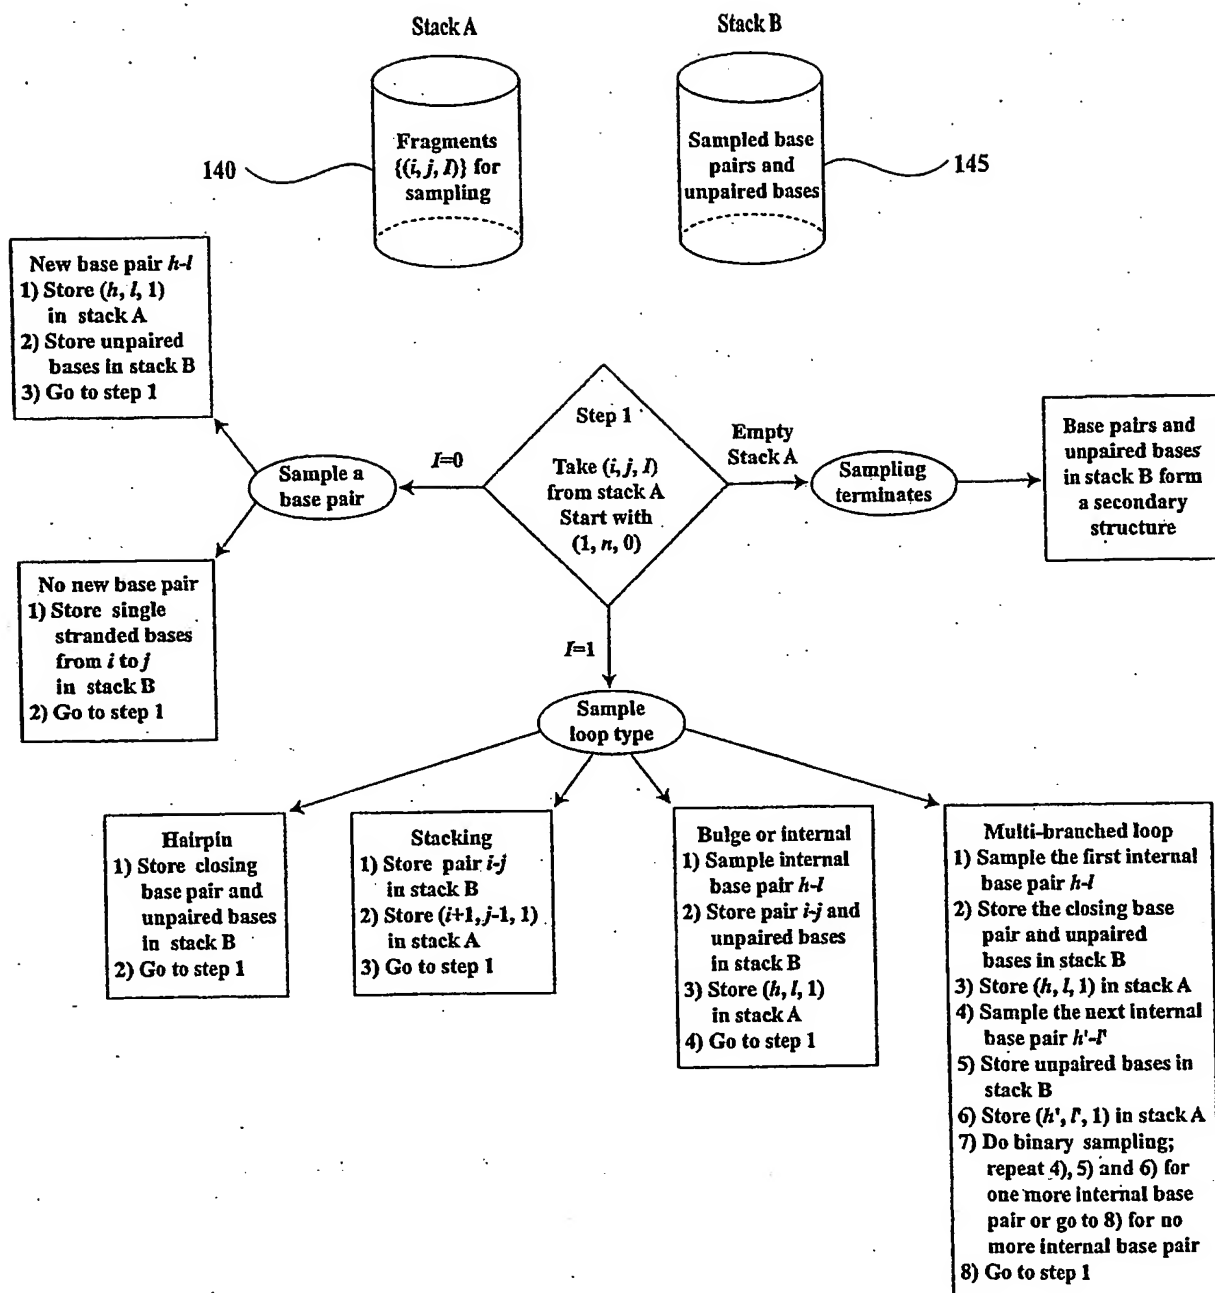 Stack A
Stack B
Fragments
{(i, j, I)} for
sampling
Sampled base
pairs and
unpaired bases
140
145
New base pair h-l
1) Store (h, l, 1)
in stack A
2) Store unpaired
bases in stack B
3) Go to step 1
Step 1
Take (i, j, I)
from stack A
Start with
(1, n, 0)
I=0
Sample a
base pair
Empty
Stack A
Sampling
terminates
Base pairs and
unpaired bases
in stack B form
a secondary
structure
No new base pair
1) Store single
stranded bases
from i to j
in stack B
2) Go to step 1
I=1
Sample
loop type
Hairpin
1) Store closing
base pair and
unpaired bases
in stack B
2) Go to step 1
Stacking
1) Store pair i-j
in stack B
2) Store (i+1, j-1, 1)
in stack A
3) Go to step 1
Bulge or internal
1) Sample internal
base pair h-l
2) Store pair i-j and
unpaired bases
in stack B
3) Store (h, l, 1)
in stack A
4) Go to step 1
Multi-branched loop
1) Sample the first internal
base pair h-l
2) Store the closing base
pair and unpaired
bases in stack B
3) Store (h, l, 1) in stack A
4) Sample the next internal
base pair h'-l'
5) Store unpaired bases in
stack B
6) Store (h', l', 1) in stack A
7) Do binary sampling;
repeat 4), 5) and 6) for
one more internal base
pair or go to 8) for no
more internal base pair
8) Go to step 1